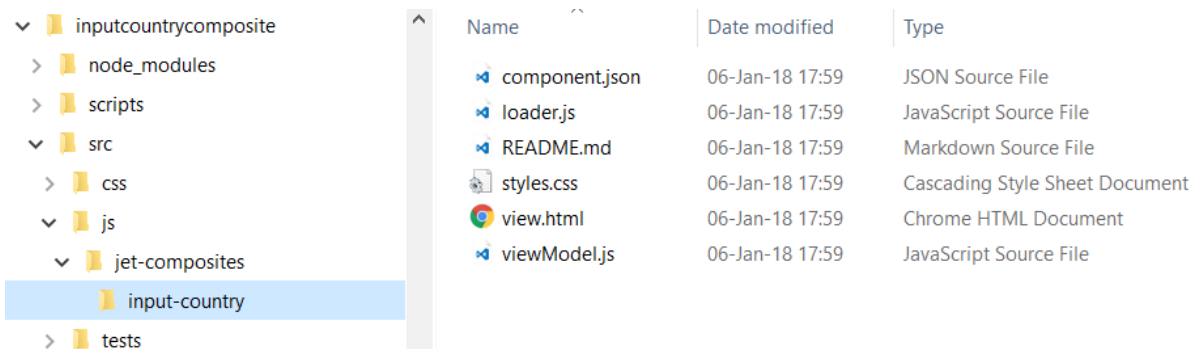 inputcountrycomposite
node_modules
scripts
src
css
js
jet-composites
input-country
tests
Name Date modified Type
component.json 06-Jan-18 17:59 JSON Source File
loader.js 06-Jan-18 17:59 JavaScript Source File
README.md 06-Jan-18 17:59 Markdown Source File
styles.css 06-Jan-18 17:59 Cascading Style Sheet Document
view.html 06-Jan-18 17:59 Chrome HTML Document
viewModel.js 06-Jan-18 17:59 JavaScript Source File